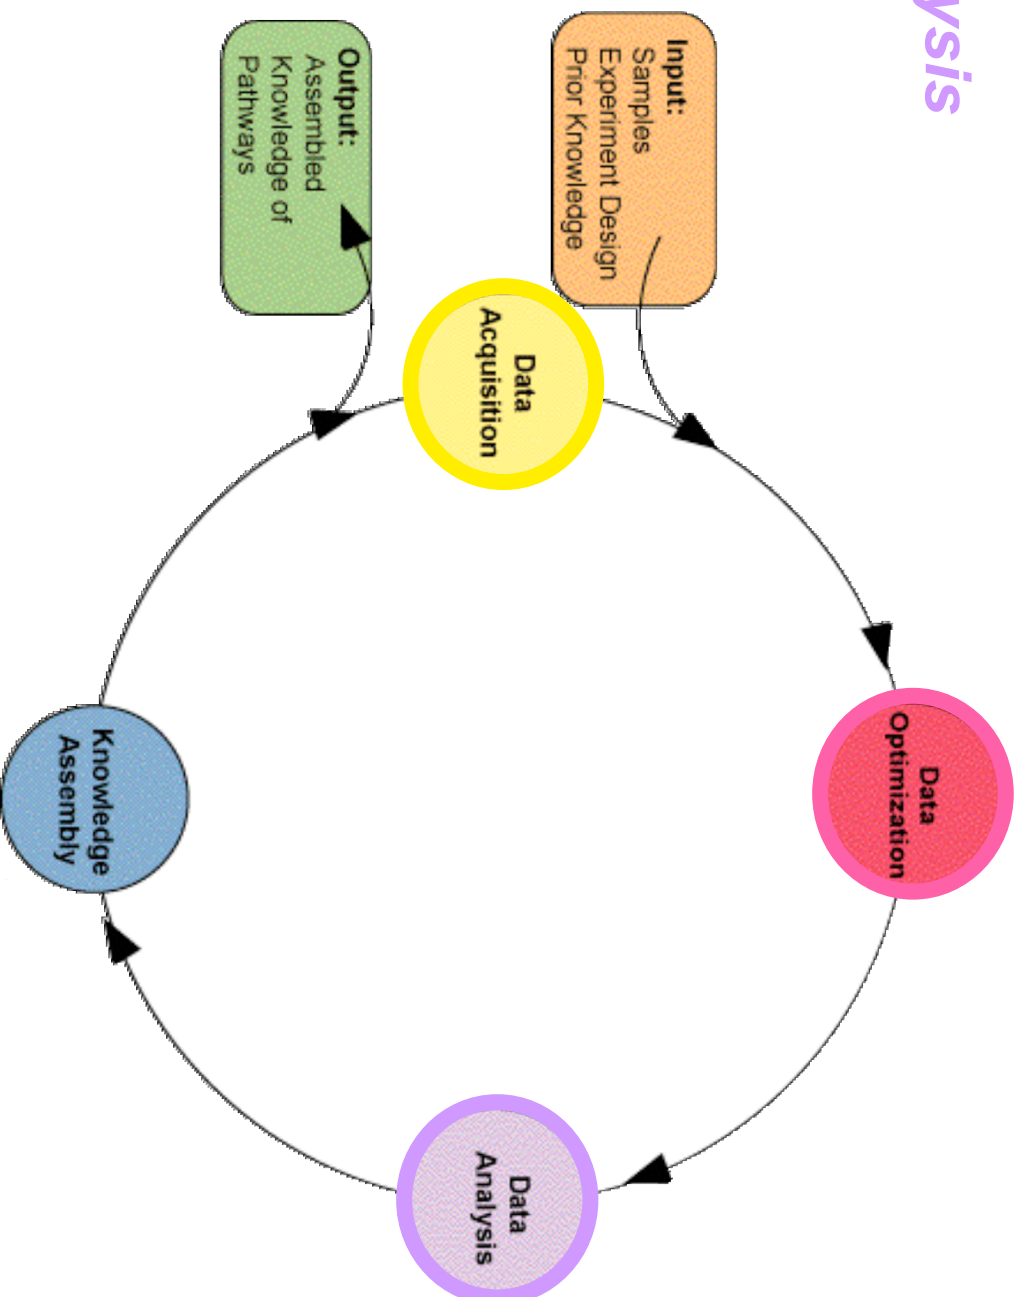 ysis
Input:
Samples
Experiment Design
Prior Knowledge
Output:
Assembled
Knowledge of
Pathways
Data
Acquisition
Data
Optimization
Data
Analysis
Knowledge
Assembly